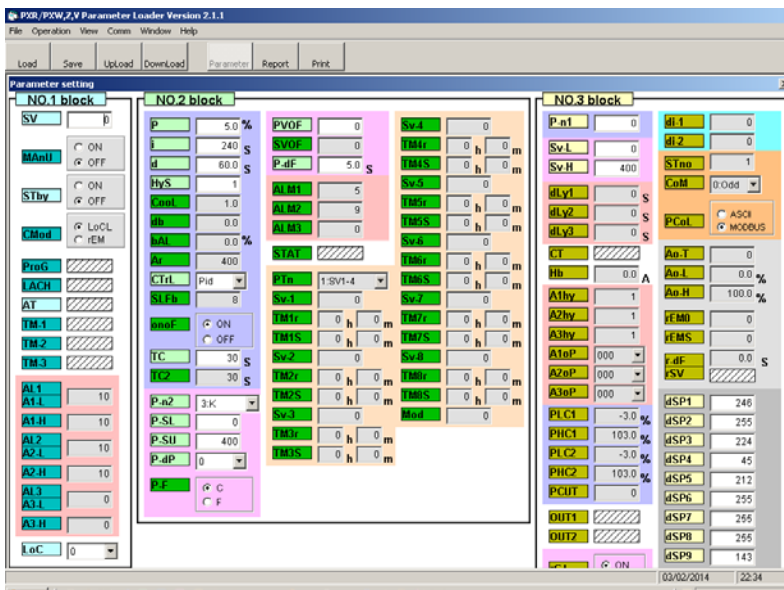 PXR/PXW,Z,V Parameter Loader Version 2.1.1
File Operation View Comm Window Help
Load Save UpLoad DownLoad Parameter Report Print
Parameter setting
NO.1 block
SV 0
MAnU ON
OFF
STby ON
OFF
CMod LoCL
rEM
ProG
LACH
AT
TM-1
TM-2
TM-3
AL1
A1-L 10
A1-H 10
AL2
A2-L 10
A2-H 10
AL3
A3-L 0
A3-H 0
LoC 0
NO.2 block
P 5.0 %
i 240 S
d 60.0 S
HyS 1
CooL 1.0
db 0.0
bAL 0.0 %
Ar 400
CTrL Pid
SLFb 8
onoF ON
OFF
TC 30 S
TC2 30 S
P-n2 3:K
P-SL 0
P-SU 400
P-dP 0
P-F C
F
PVOF 0
SVOF 0
P-dF 5.0 S
ALM1 5
ALM2 9
ALM3 0
STAT
PTn 1:SV1-4
Sv-1 0
TM1r 0 h 0 m
TM1S 0 h 0 m
Sv-2 0
TM2r 0 h 0 m
TM2S 0 h 0 m
Sv-3 0
TM3r 0 h 0 m
TM3S 0 h 0 m
Sv-4 0
TM4r 0 h 0 m
TM4S 0 h 0 m
Sv-5 0
TM5r 0 h 0 m
TM5S 0 h 0 m
Sv-6 0
TM6r 0 h 0 m
TM6S 0 h 0 m
Sv-7 0
TM7r 0 h 0 m
TM7S 0 h 0 m
Sv-8 0
TM8r 0 h 0 m
TM8S 0 h 0 m
Mod 0
NO.3 block
P-n1 0
Sv-L 0
Sv-H 400
dLy1 0 S
dLy2 0 S
dLy3 0 S
CT
Hb 0.0 A
A1hy 1
A2hy 1
A3hy 1
A1oP 000
A2oP 000
A3oP 000
PLC1 -3.0 %
PHC1 103.0 %
PLC2 -3.0 %
PHC2 103.0 %
PCUT 0
OUT1
OUT2
ON
di-1 0
di-2 0
STno 1
CoM 0:Odd
PCoL ASCII
MODBUS
Ao-T 0
Ao-L 0.0 %
Ao-H 100.0 %
rEM0 0
rEMS 0
r.dF 0.0 S
rSV
dSP1 246
dSP2 255
dSP3 224
dSP4 45
dSP5 212
dSP6 255
dSP7 255
dSP8 255
dSP9 143
03/02/2014 22:34